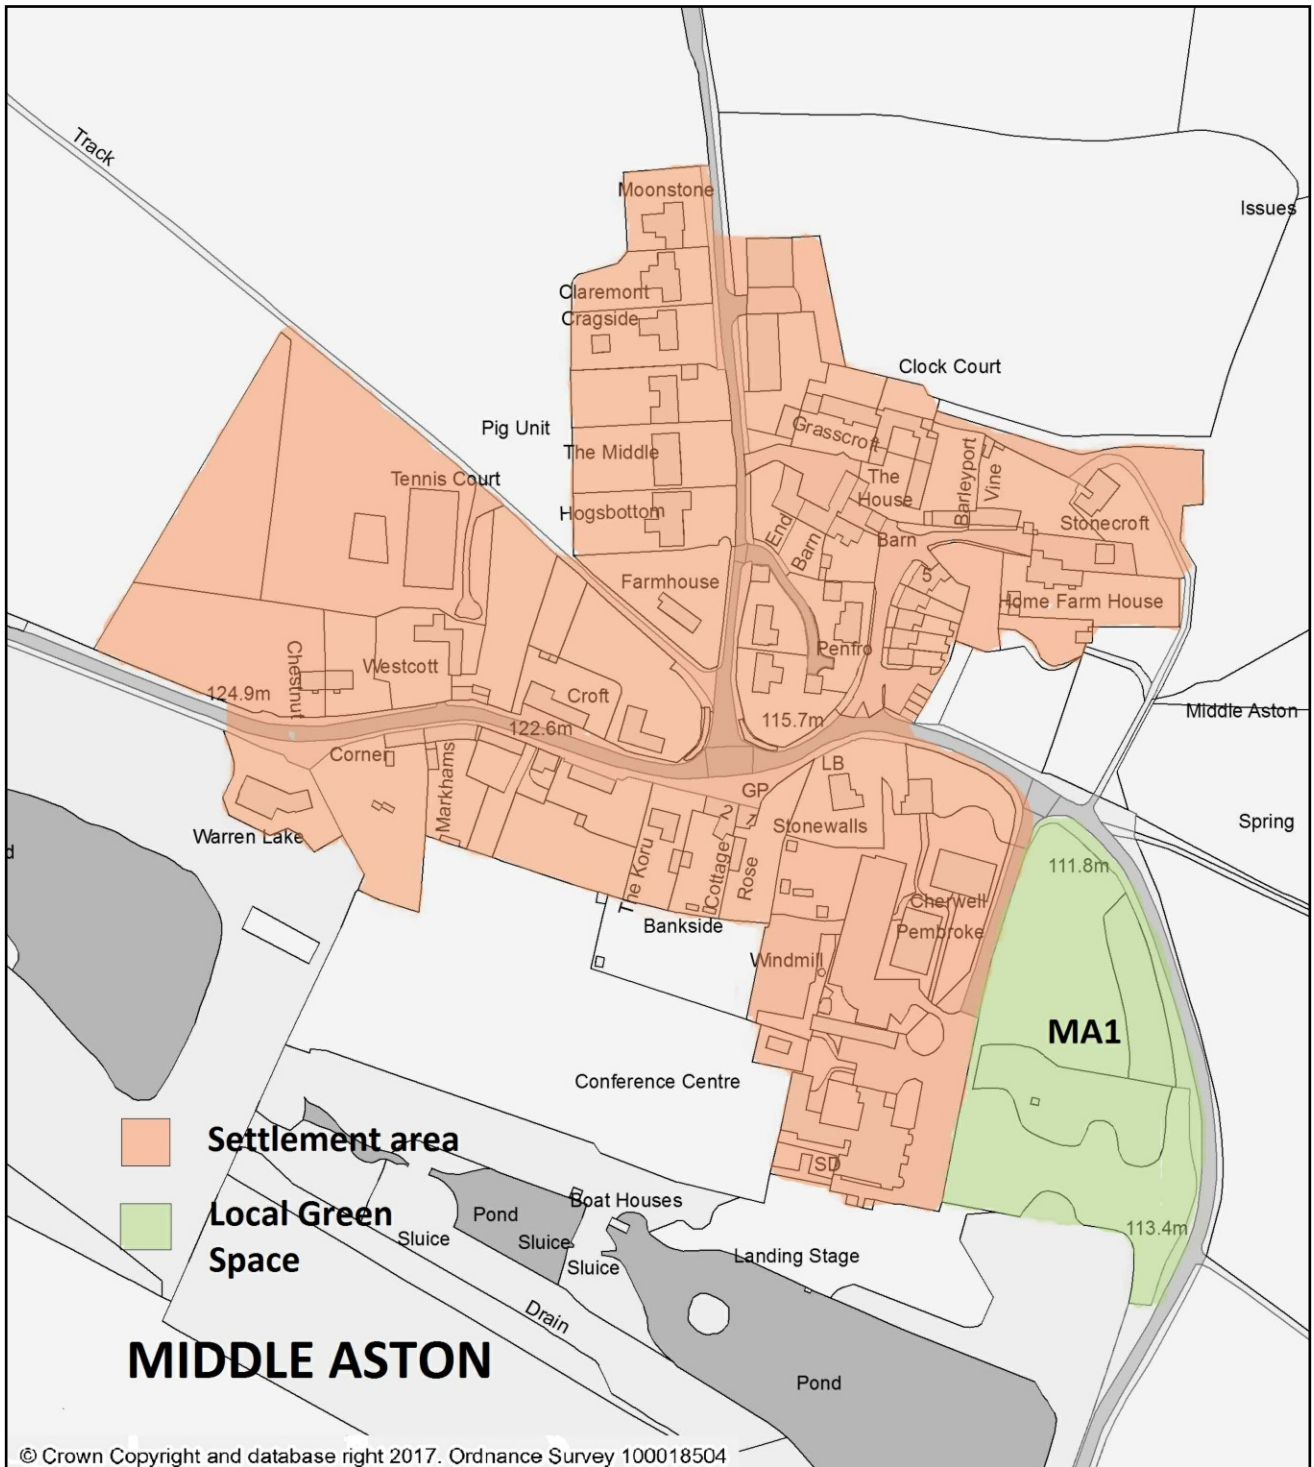 Track
Moonstone
Issues
Claremont
Cragside
Clock Court
Pig Unit
Grasscroft
The Middle
Tennis Court
The
House
Barleyport
Vine
Hogsbottom
Stonecroft
End
Barn
Barn
Farmhouse
5
Home Farm House
Penfro
Chestnut
Westcott
124.9m
Croft
115.7m
Middle Aston
122.6m
Corner
LB
Markhams
GP
2
7
Stonewalls
Spring
Warren Lake
The Koru
Cottage
Rose
111.8m
Cherwell
Bankside
Pembroke
Windmill
MA1
Conference Centre
Settlement area
SD
Local Green
Space
Boat Houses
Pond
Sluice
Sluice
Sluice
113.4m
Landing Stage
Drain
MIDDLE ASTON
Pond
© Crown Copyright and database right 2017. Ordnance Survey 100018504